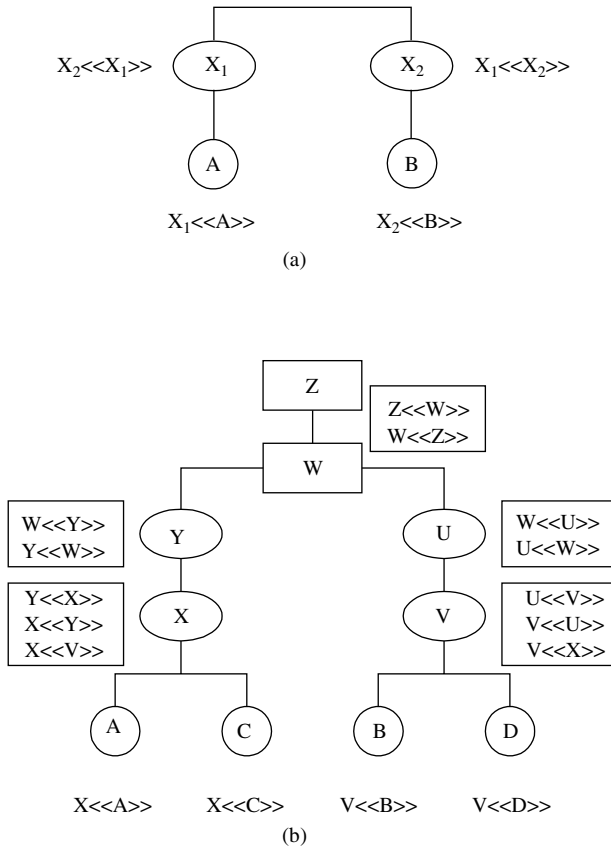 X₂<<X₁>> X₁ X₂ X₁<<X₂>>
A B
X₁<<A>> X₂<<B>>
(a)
Z
Z<<W>>
W<<Z>>
W
W<<Y>>
Y<<W>>
Y
U
W<<U>>
U<<W>>
Y<<X>>
X<<Y>>
X<<V>>
X
V
U<<V>>
V<<U>>
V<<X>>
A C B D
X<<A>> X<<C>> V<<B>> V<<D>>
(b)